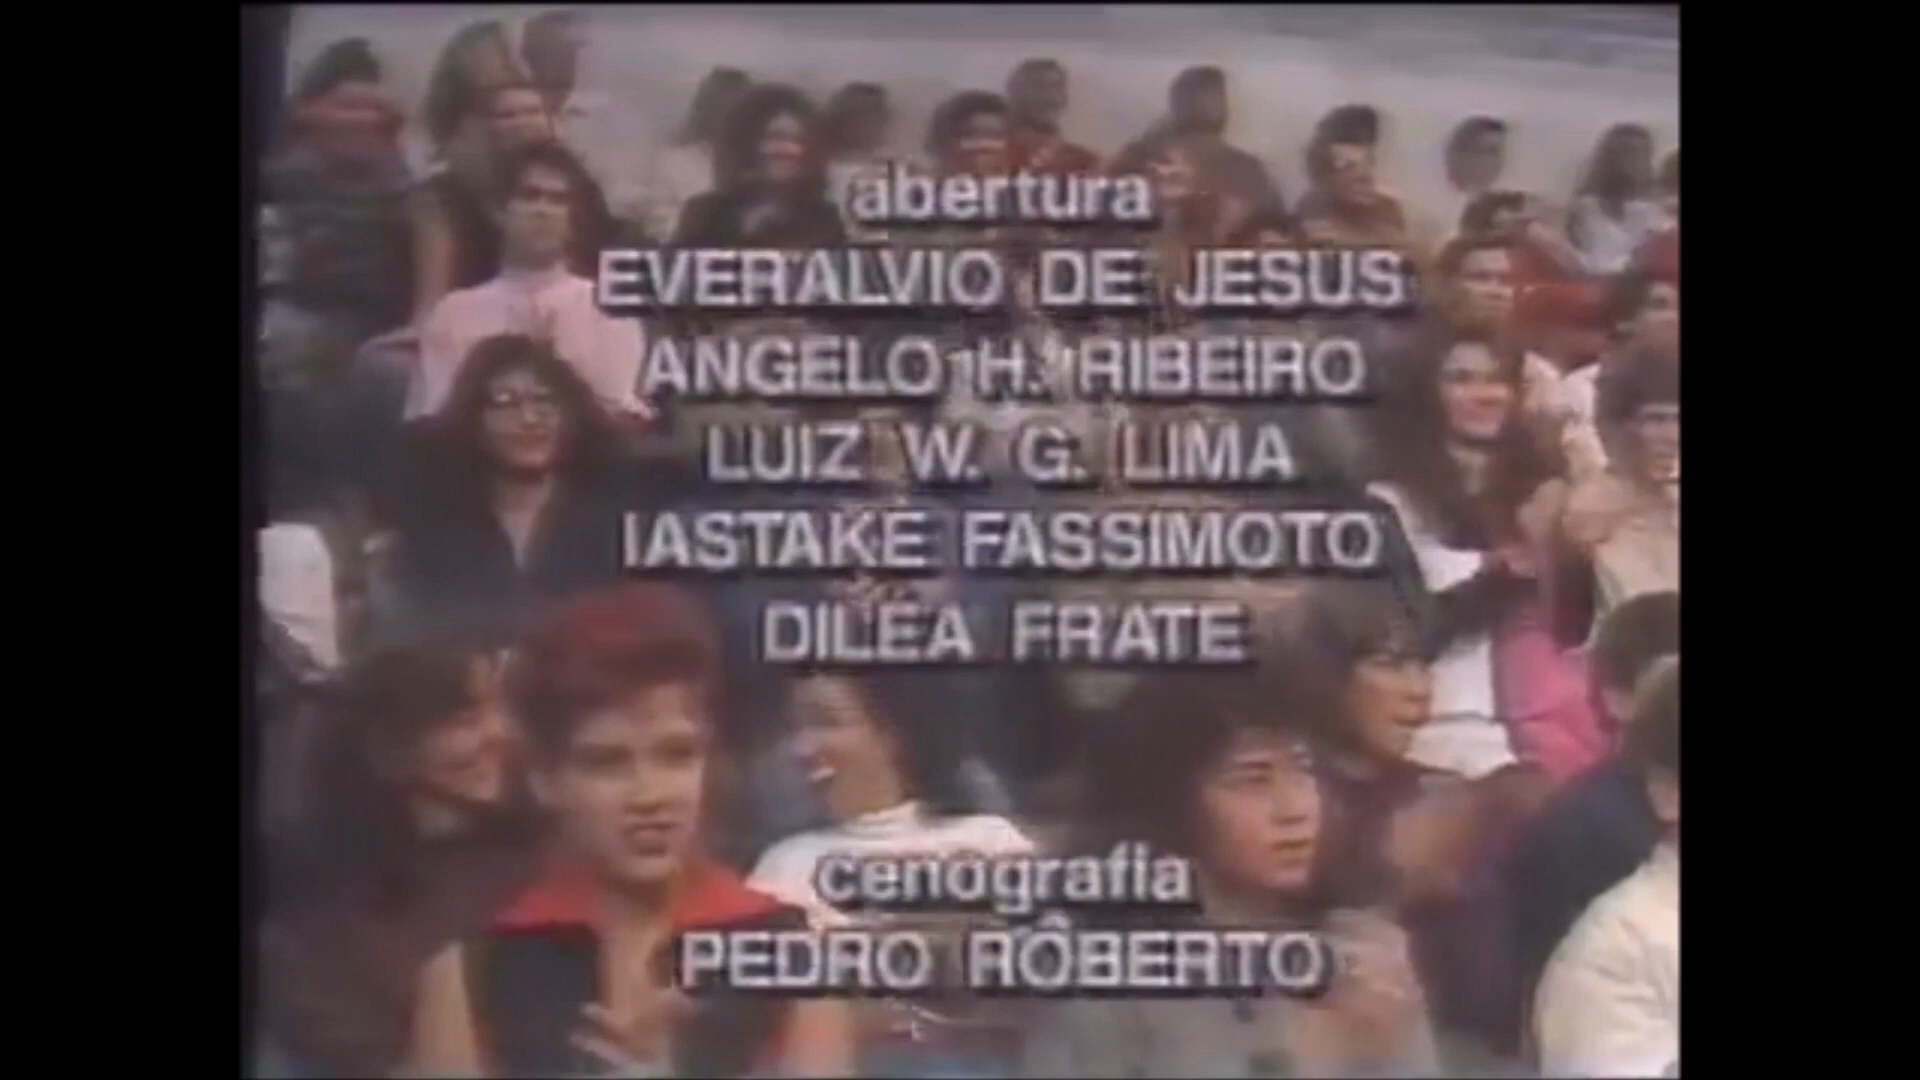 abertura
EVERALVIO DE JESUS
ANGELO H. RIBEIRO
LUIZ W. G. LIMA
IASTAKE FASSIMOTO
DILEA FRATE
cenografia
PEDRO RÔBERTO